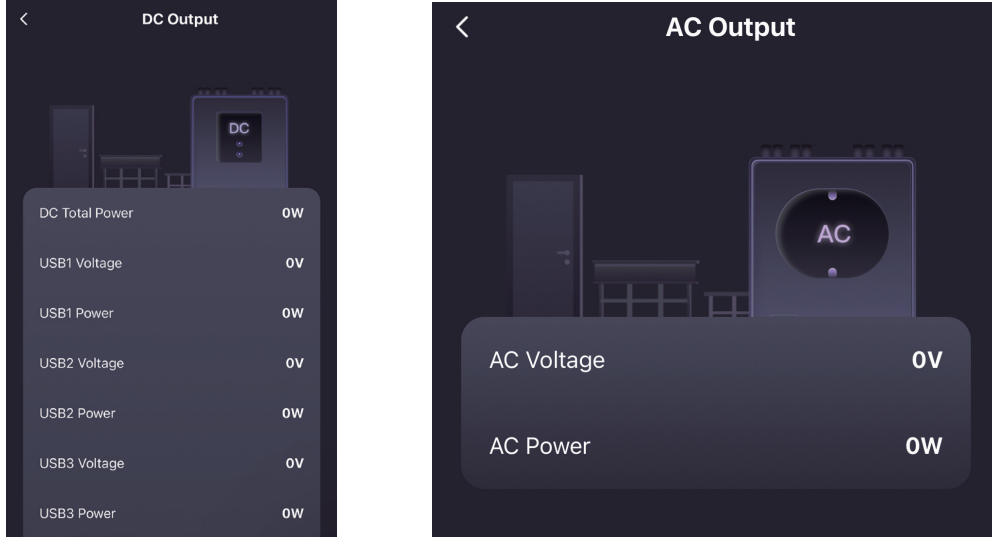 DC Output
DC
DC Total Power 0W
USB1 Voltage 0V
USB1 Power 0W
USB2 Voltage 0V
USB2 Power 0W
USB3 Voltage 0V
USB3 Power 0W
AC Output
AC
AC Voltage 0V
AC Power 0W